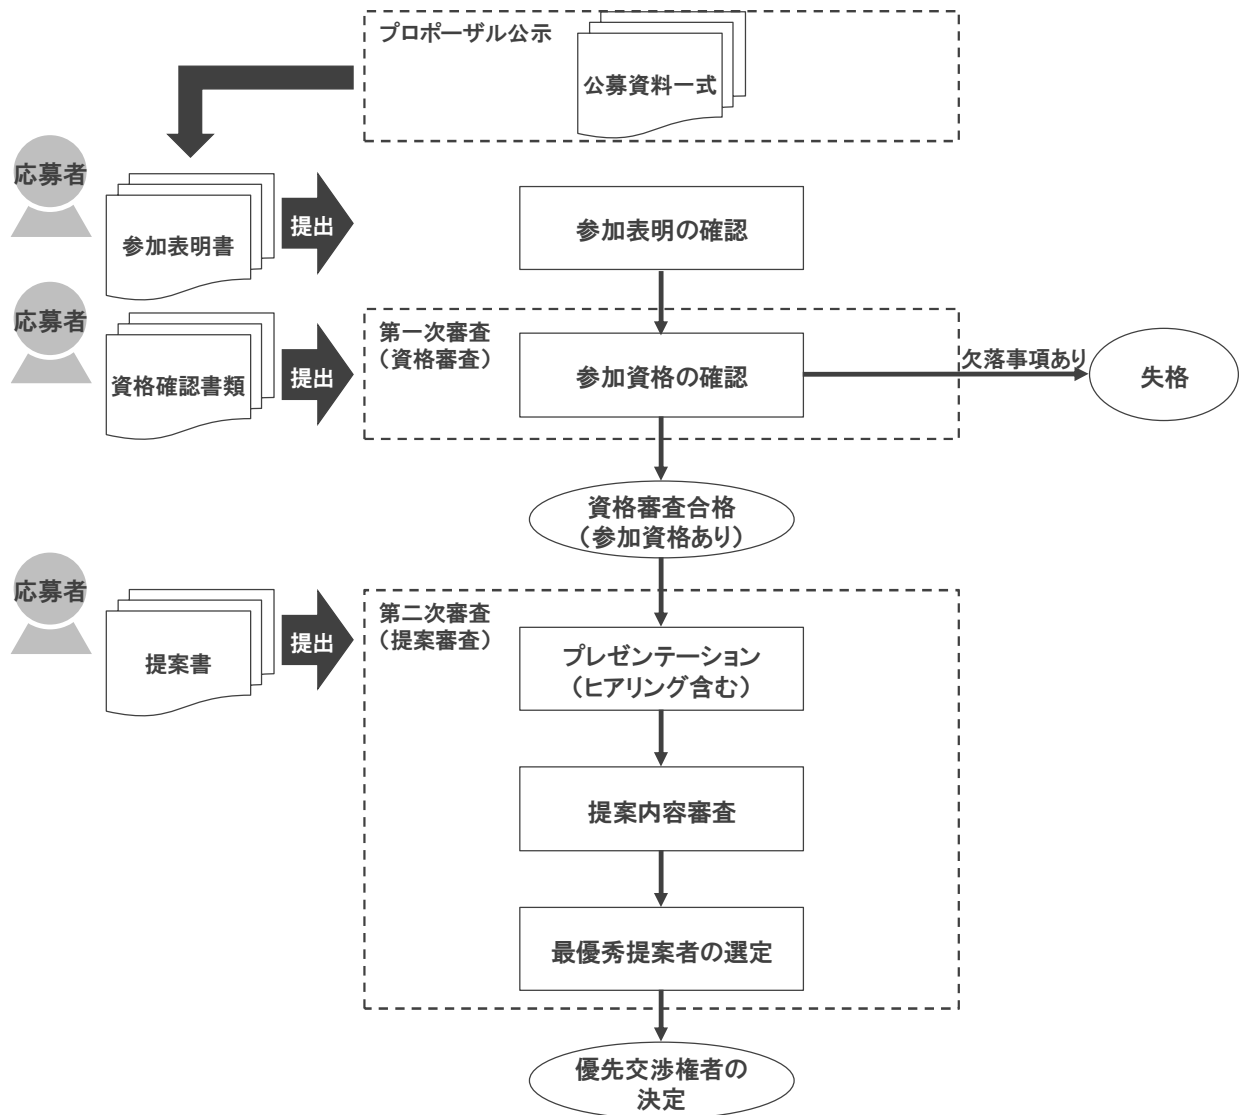 プロポーザル公示
公募資料一式
応募者
参加表明書
提出
参加表明の確認
応募者
資格確認書類
提出
第一次審査
（資格審査）
参加資格の確認
欠落事項あり
失格
資格審査合格
（参加資格あり）
応募者
提案書
提出
第二次審査
（提案審査）
プレゼンテーション
（ヒアリング含む）
提案内容審査
最優秀提案者の選定
優先交渉権者の
決定